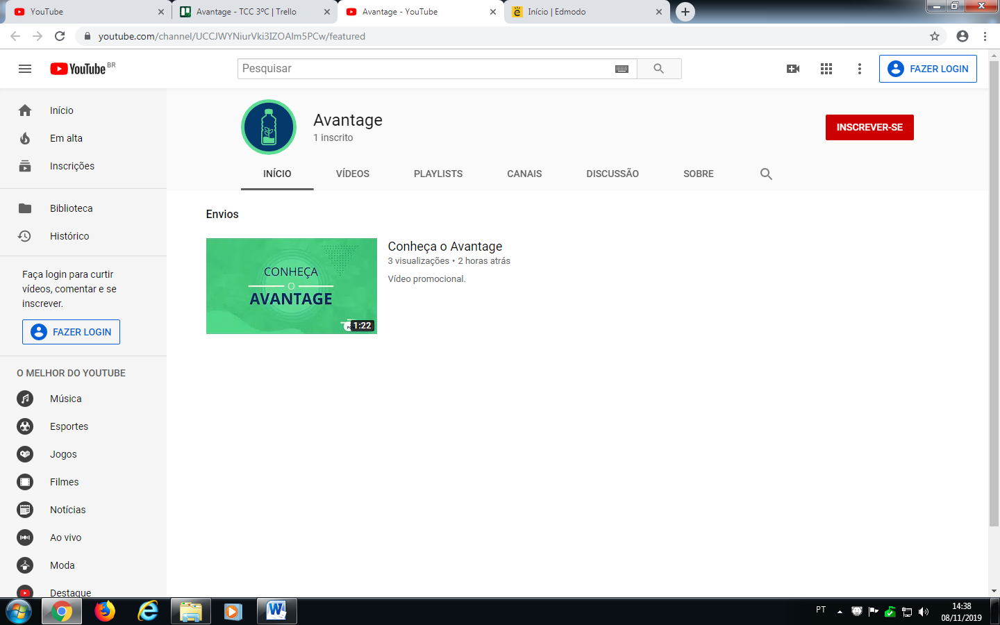 YouTube
Avantage - TCC 3ºC | Trello
Avantage - YouTube
Início | Edmodo
youtube.com/channel/UCCJWYNiurVki3IZOAlm5PCw/featured
YouTube BR
Pesquisar
FAZER LOGIN
Início
Em alta
Inscrições
Biblioteca
Histórico
Faça login para curtir
vídeos, comentar e se
inscrever.
FAZER LOGIN
O MELHOR DO YOUTUBE
Música
Esportes
Jogos
Filmes
Notícias
Ao vivo
Moda
Destaque
Avantage
1 inscrito
INSCREVER-SE
INÍCIO
VÍDEOS
PLAYLISTS
CANAIS
DISCUSSÃO
SOBRE
Envios
CONHEÇA
O
AVANTAGE
1:22
Conheça o Avantage
3 visualizações • 2 horas atrás
Vídeo promocional.
PT
14:38
08/11/2019